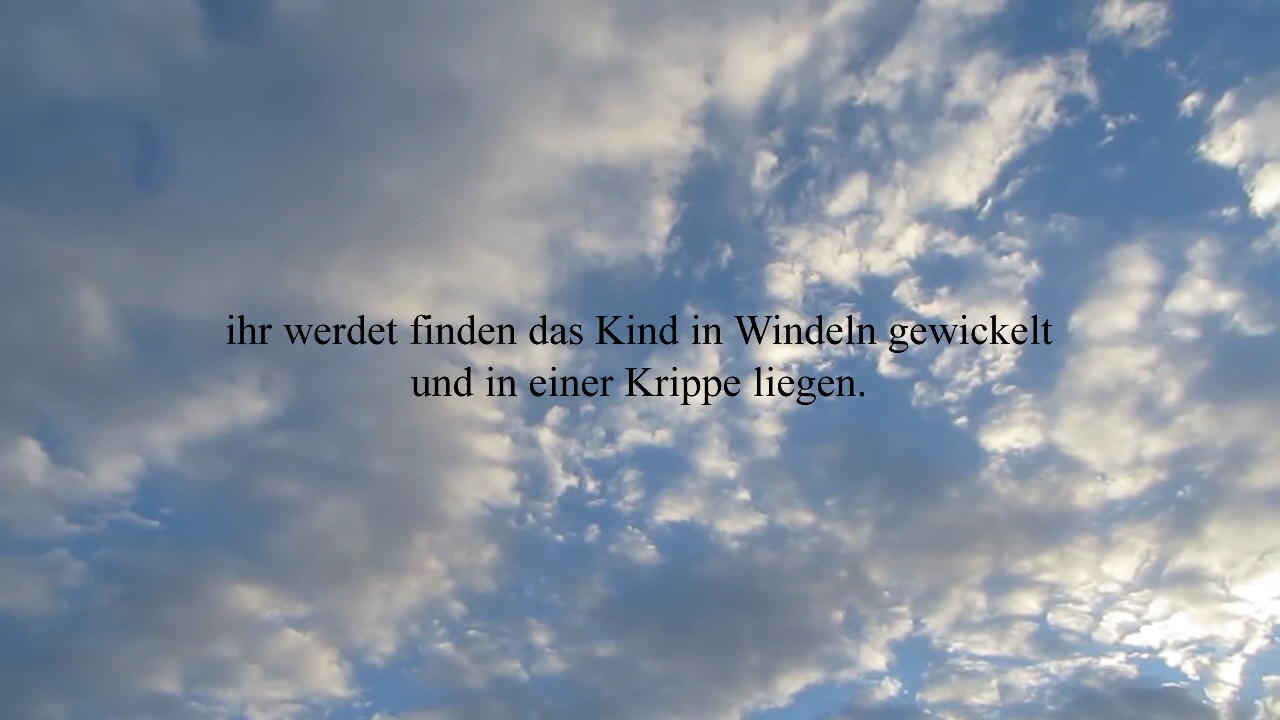 ihr werdet finden das Kind in Windeln gewickelt
und in einer Krippe liegen.